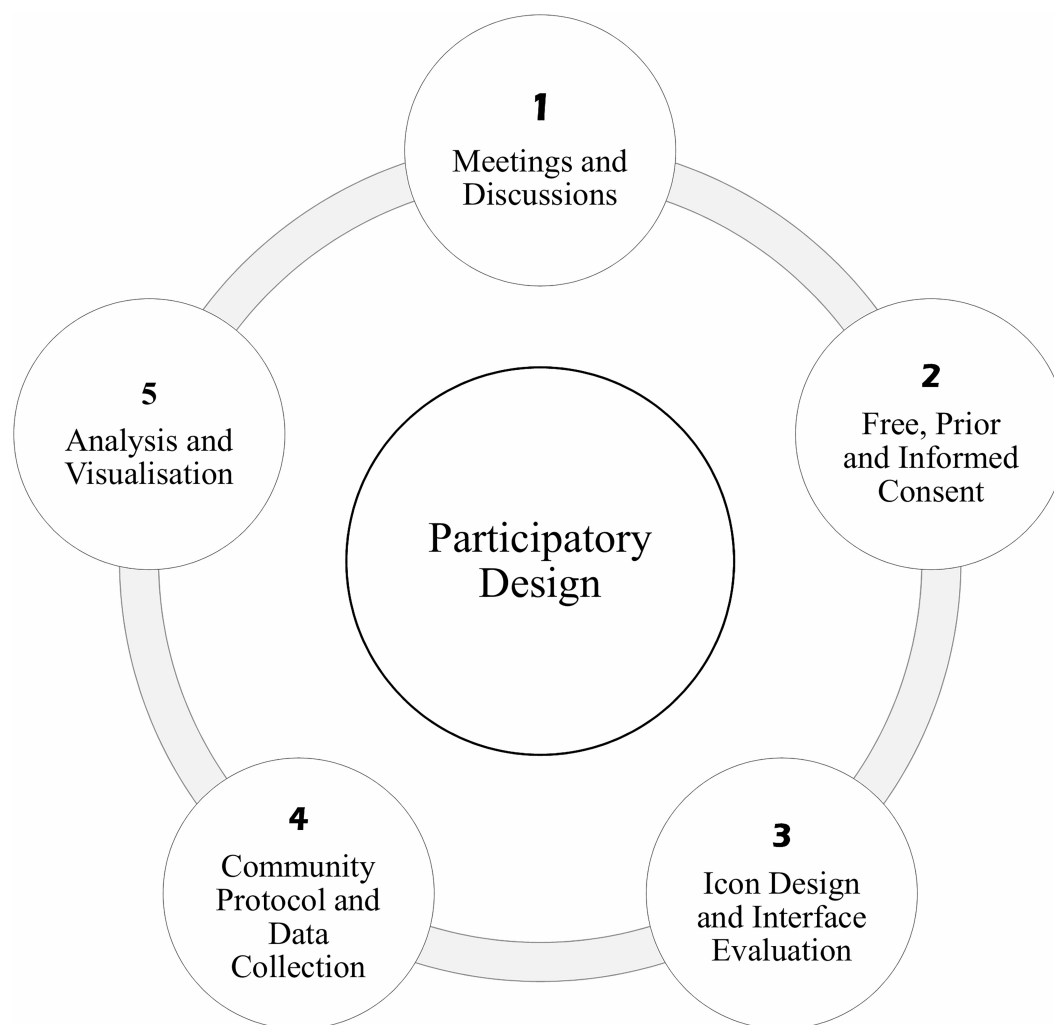 1
Meetings and
Discussions
2
Free, Prior
and Informed
Consent
3
Icon Design
and Interface
Evaluation
4
Community
Protocol and
Data
Collection
5
Analysis and
Visualisation
Participatory
Design